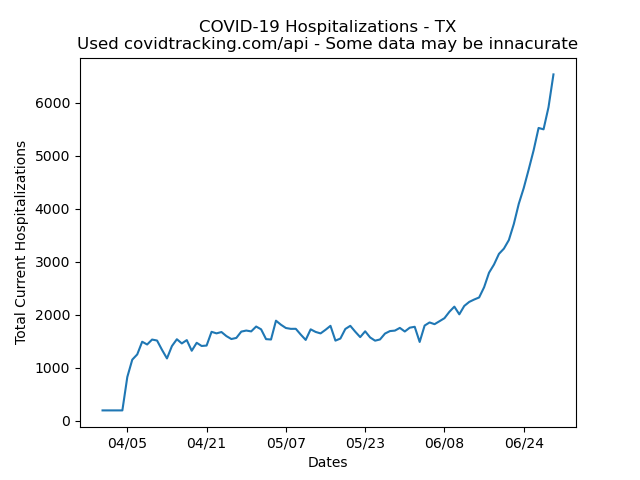 COVID-19 Hospitalizations - TX
Used covidtracking.com/api - Some data may be innacurate
Total Current Hospitalizations
6000
5000
4000
3000
2000
1000
0
04/05 04/21 05/07 05/23 06/08 06/24
Dates